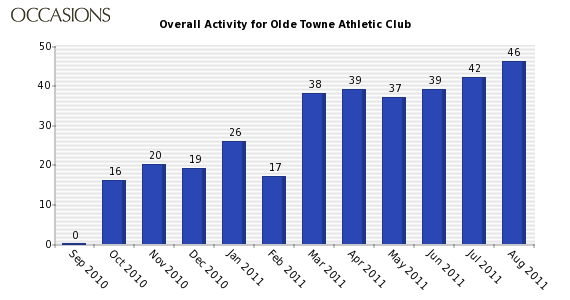 OCCASIONS
Overall Activity for Olde Towne Athletic Club
50
40
30
20
10
0
0
16
20
19
26
17
38
39
37
39
42
46
Sep 2010
Oct 2010
Nov 2010
Dec 2010
Jan 2011
Feb 2011
Mar 2011
Apr 2011
May 2011
Jun 2011
Jul 2011
Aug 2011